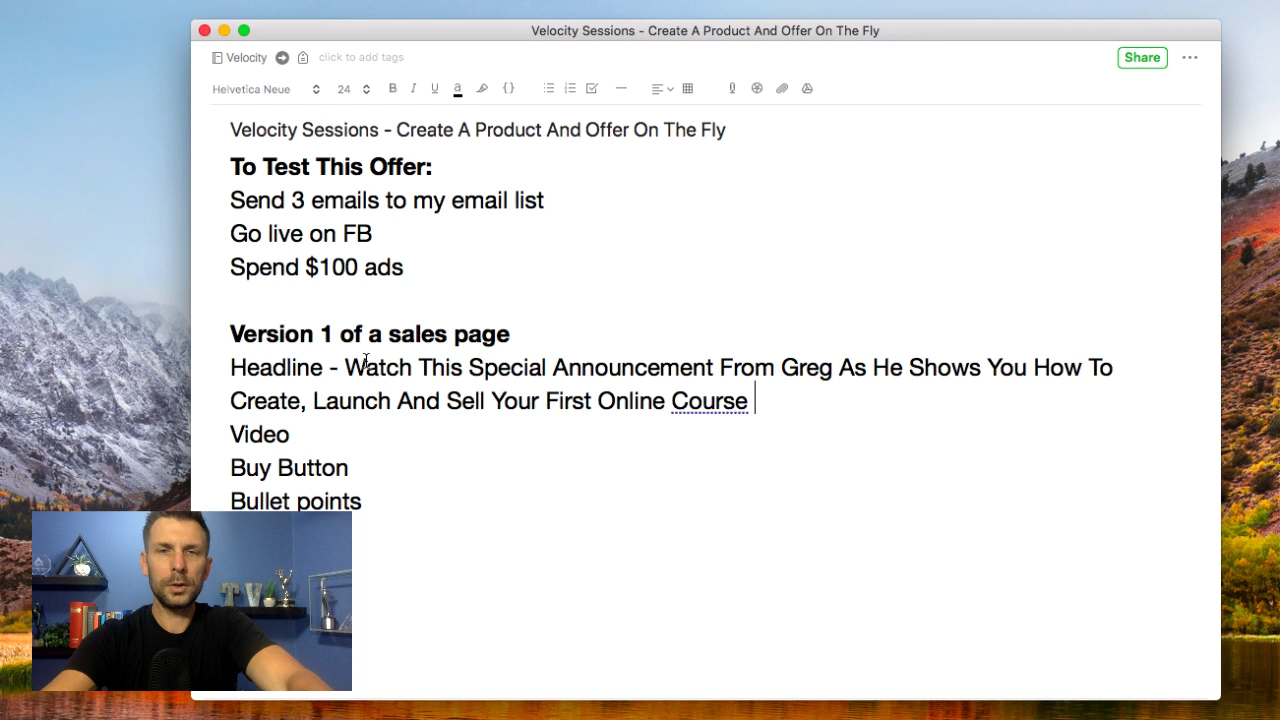 Velocity Sessions - Create A Product And Offer On The Fly
Velocity click to add tags Share
Helvetica Neue 24 B I U a {}
Velocity Sessions - Create A Product And Offer On The Fly
To Test This Offer:
Send 3 emails to my email list
Go live on FB
Spend $100 ads
Version 1 of a sales page
Headline - Watch This Special Announcement From Greg As He Shows You How To
Create, Launch And Sell Your First Online Course
Video
Buy Button
Bullet points
TV